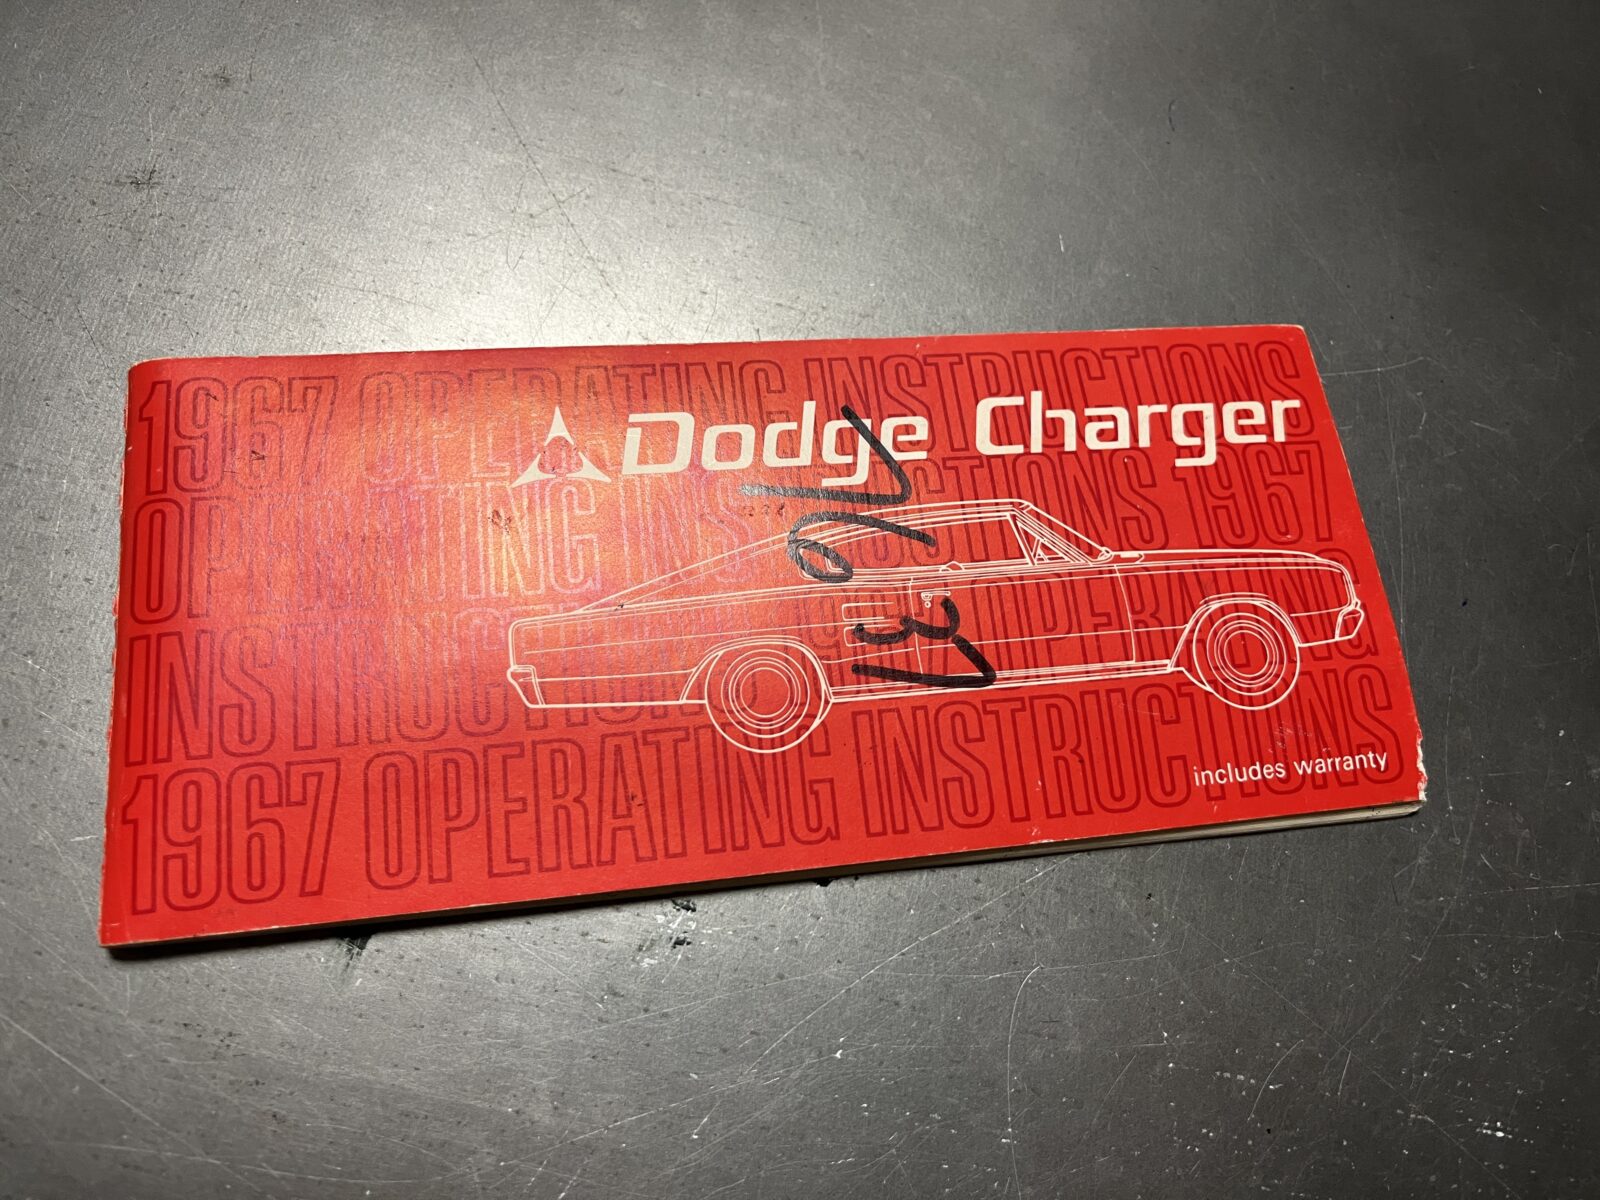 1967 OPERATING INSTRUCTIONS
Dodge Charger
OPERATING INSTRUCTIONS 1967
INSTRUCTIONS 1967 OPERATING
includes warranty
1967 OPERATING INSTRUCTIONS